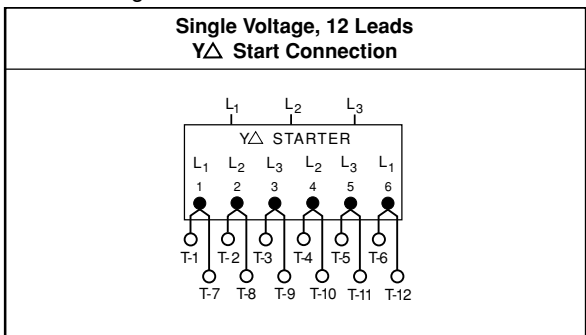 Single Voltage, 12 Leads
Y△ Start Connection
L1 L2 L3
Y△ STARTER
L1 L2 L3 L2 L3 L1
1 2 3 4 5 6
T-1 T-2 T-3 T-4 T-5 T-6
T-7 T-8 T-9 T-10 T-11 T-12